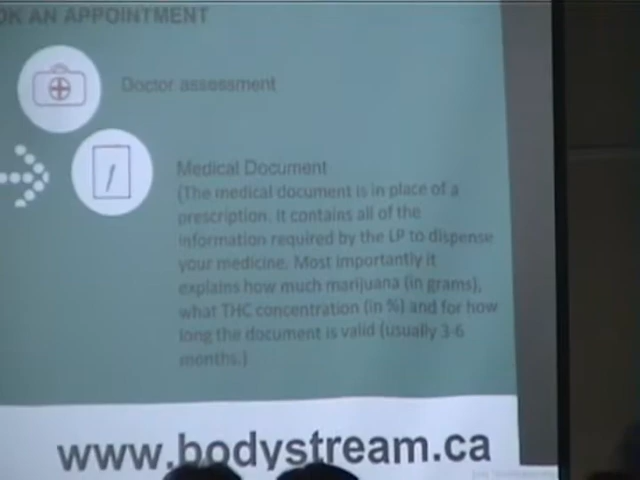 OK AN APPOINTMENT
Doctor assessment
Medical Document
(The medical document is in place of a
prescription. It contains all of the
information required by the LP to dispense
your medicine. Most importantly it
explains how much marijuana (in grams),
what THC concentration (in %) and for how
long the document is valid (usually 3-6
months.)
www.bodystream.ca